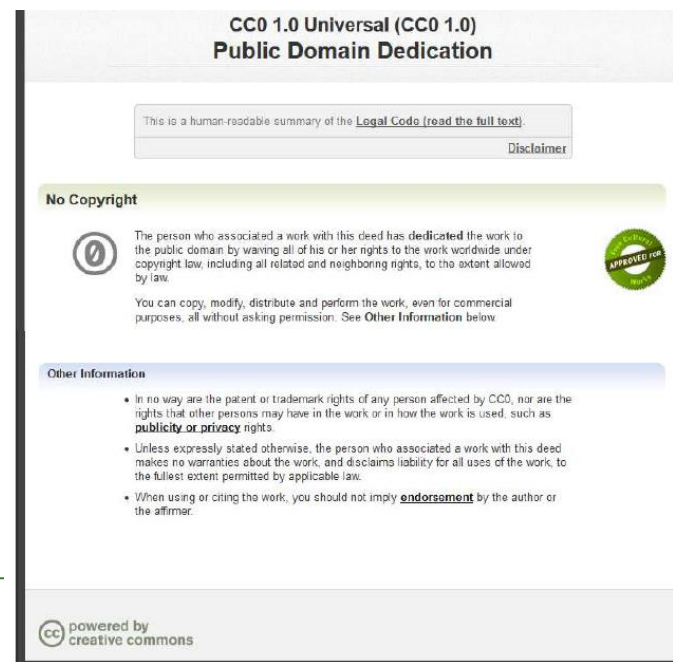 CC0 1.0 Universal (CC0 1.0)
Public Domain Dedication
This is a human-readable summary of the Legal Code (read the full text).
Disclaimer
No Copyright
The person who associated a work with this deed has dedicated the work to
the public domain by waiving all of his or her rights to the work worldwide under
copyright law, including all related and neighboring rights, to the extent allowed
by law.
You can copy, modify, distribute and perform the work, even for commercial
purposes, all without asking permission. See Other Information below.
APPROVED FOR
Works
Other Information
• In no way are the patent or trademark rights of any person affected by CC0, nor are the
rights that other persons may have in the work or in how the work is used, such as
publicity or privacy rights.
• Unless expressly stated otherwise, the person who associated a work with this deed
makes no warranties about the work, and disclaims liability for all uses of the work, to
the fullest extent permitted by applicable law.
• When using or citing the work, you should not imply endorsement by the author or
the affirmer.
cc powered by
creative commons